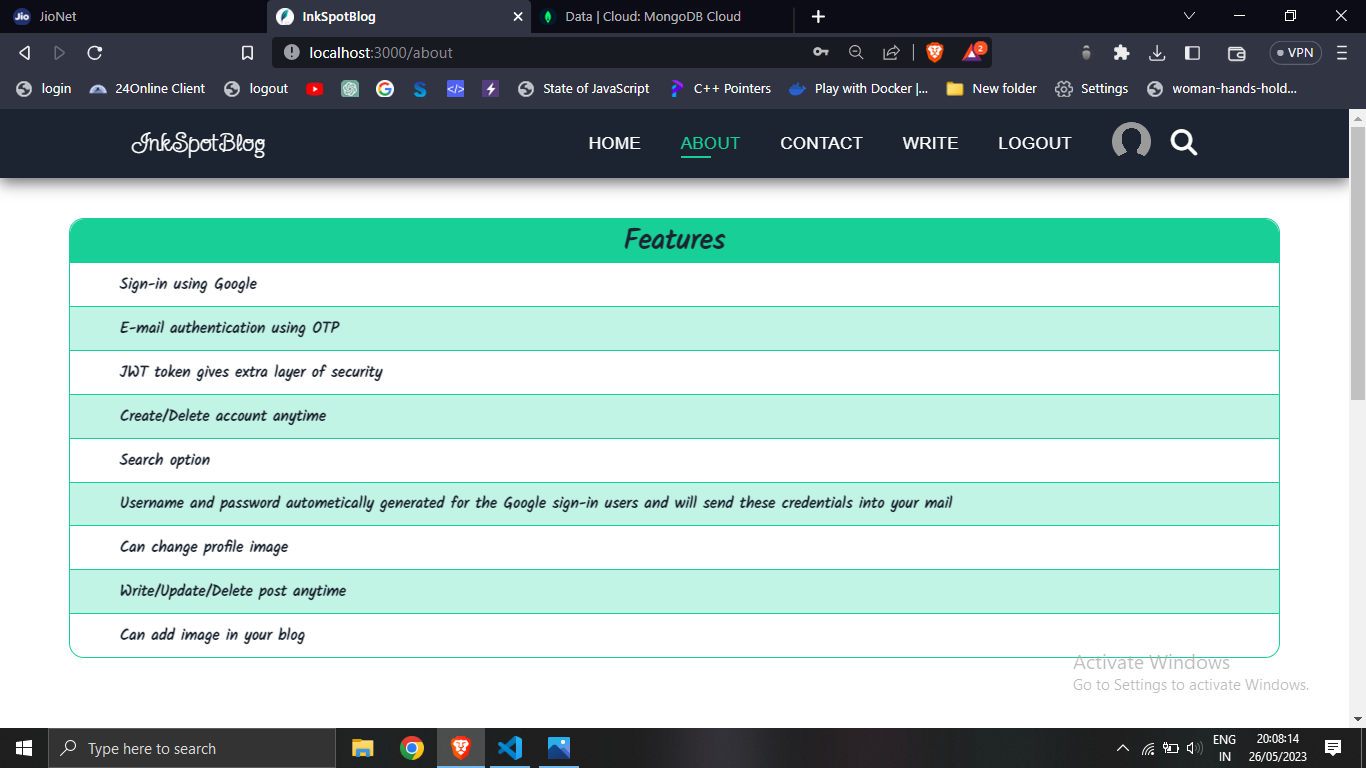 JioNet
InkSpotBlog
Data | Cloud: MongoDB Cloud
localhost:3000/about
2
VPN
login
24Online Client
logout
State of JavaScript
C++ Pointers
Play with Docker |...
New folder
Settings
woman-hands-hold...
InkSpotBlog
HOME
ABOUT
CONTACT
WRITE
LOGOUT
Features
Sign-in using Google
E-mail authentication using OTP
JWT token gives extra layer of security
Create/Delete account anytime
Search option
Username and password autometically generated for the Google sign-in users and will send these credentials into your mail
Can change profile image
Write/Update/Delete post anytime
Can add image in your blog
Activate Windows
Go to Settings to activate Windows.
Type here to search
ENG
IN
20:08:14
26/05/2023